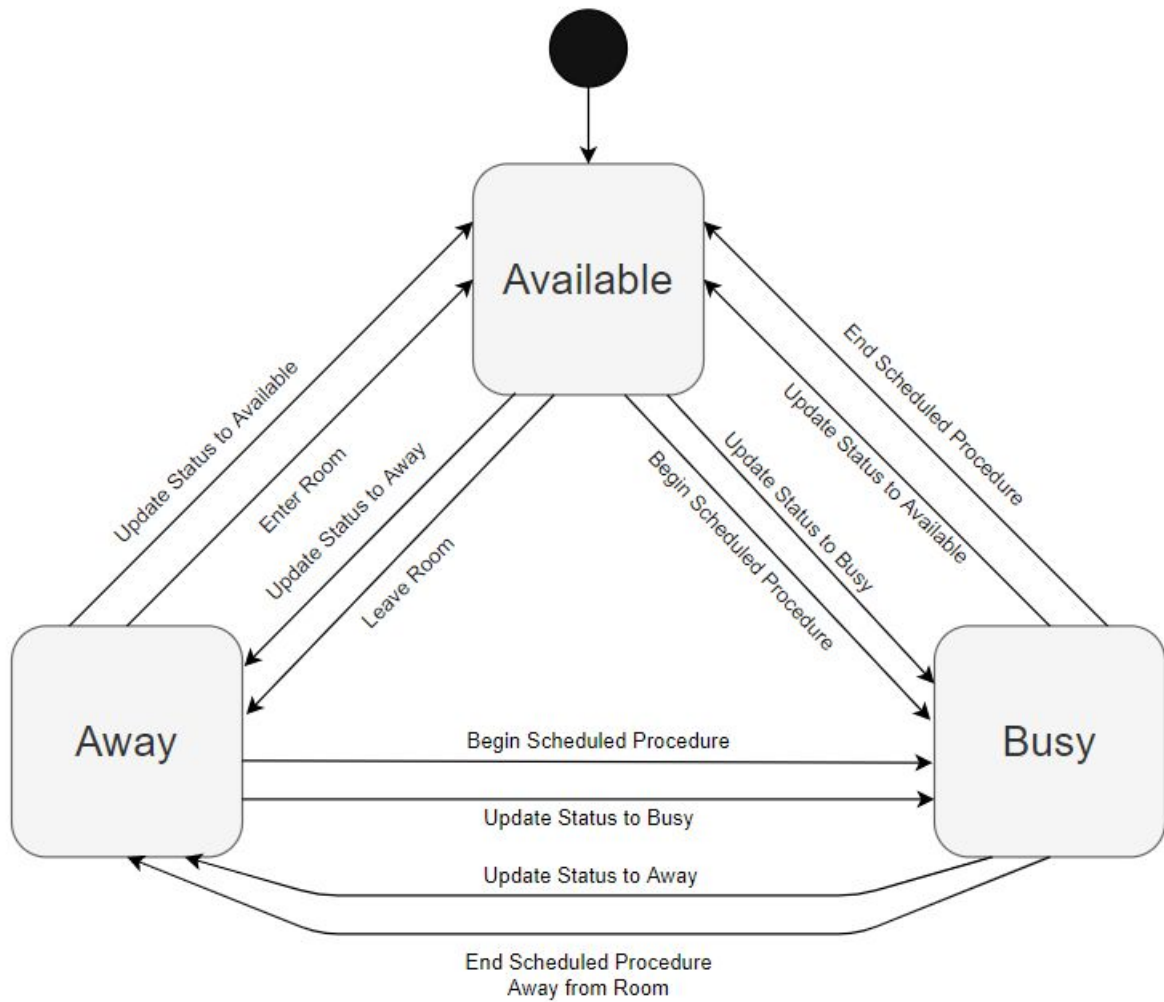 Available
Update Status to Available
Enter Room
Update Status to Away
Leave Room
Begin Scheduled Procedure
Update Status to Busy
Update Status to Available
End Scheduled Procedure
Away
Busy
Begin Scheduled Procedure
Update Status to Busy
Update Status to Away
End Scheduled Procedure
Away from Room